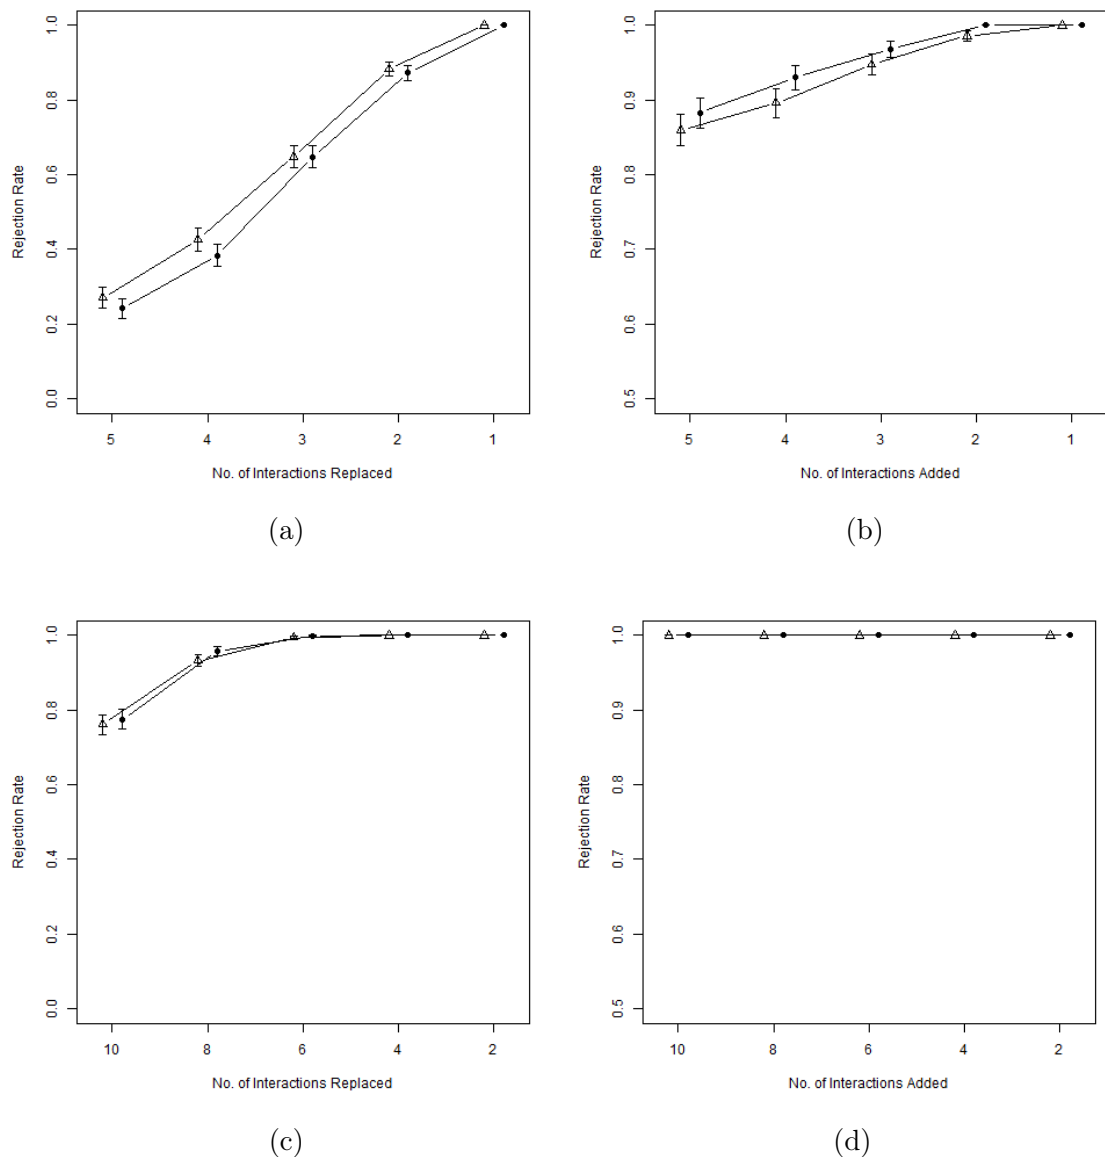 1.0
0.8
0.6
0.4
0.2
0.0
Rejection Rate
5 4 3 2 1
No. of Interactions Replaced
(a)
1.0
0.9
0.8
0.7
0.6
0.5
Rejection Rate
5 4 3 2 1
No. of Interactions Added
(b)
1.0
0.8
0.6
0.4
0.2
0.0
Rejection Rate
10 8 6 4 2
No. of Interactions Replaced
(c)
1.0
0.9
0.8
0.7
0.6
0.5
Rejection Rate
10 8 6 4 2
No. of Interactions Added
(d)